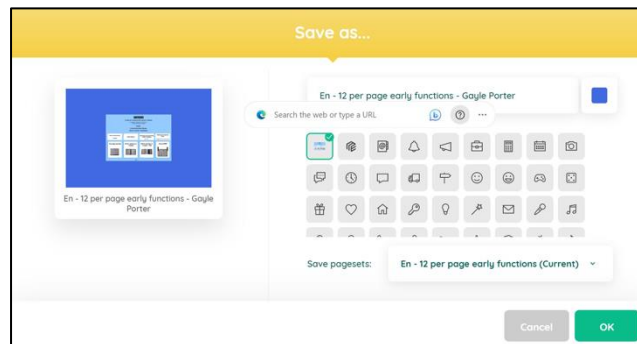 Save as...
En - 12 per page early functions - Gayle
Porter
En - 12 per page early functions - Gayle Porter
Search the web or type a URL
Save pagesets:
En - 12 per page early functions (Current)
Cancel
OK